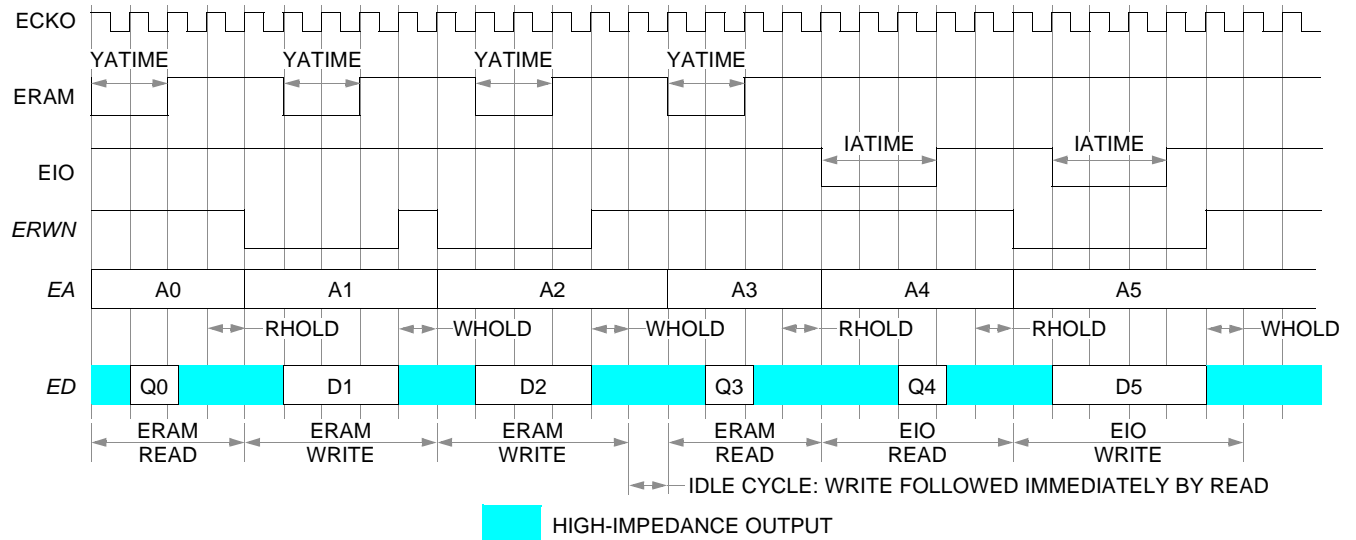 ECKO
YATIME YATIME YATIME YATIME
ERAM
IATIME IATIME
EIO
ERWN
EA A0 A1 A2 A3 A4 A5
RHOLD WHOLD WHOLD RHOLD RHOLD WHOLD
ED Q0 D1 D2 Q3 Q4 D5
ERAM ERAM ERAM ERAM EIO EIO
READ WRITE WRITE READ READ WRITE
IDLE CYCLE: WRITE FOLLOWED IMMEDIATELY BY READ
HIGH-IMPEDANCE OUTPUT